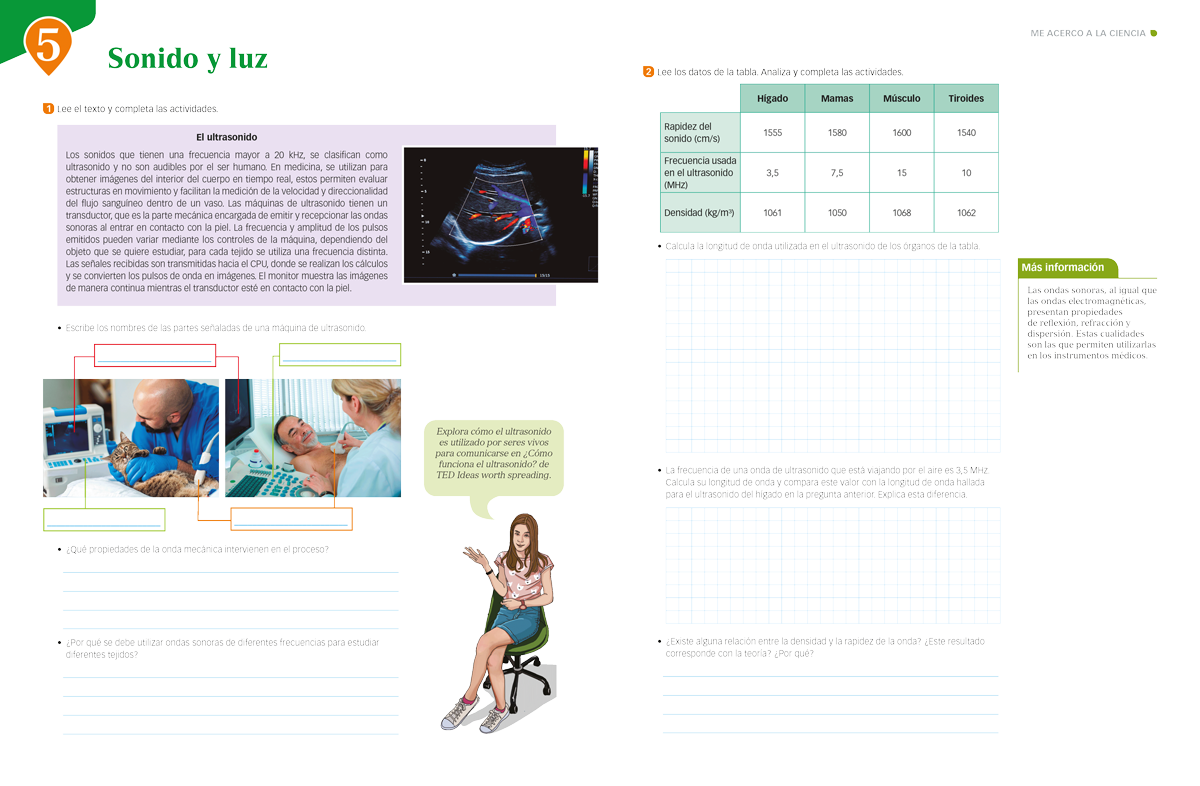 5
Sonido y luz
1 Lee el texto y completa las actividades.
El ultrasonido
Los sonidos que tienen una frecuencia mayor a 20 kHz, se clasifican como
ultrasonido y no son audibles por el ser humano. En medicina, se utilizan para
obtener imágenes del interior del cuerpo en tiempo real, estos permiten evaluar
estructuras en movimiento y facilitan la medición de la velocidad y direccionalidad
del flujo sanguíneo dentro de un vaso. Las máquinas de ultrasonido tienen un
transductor, que es la parte mecánica encargada de emitir y recepcionar las ondas
sonoras al entrar en contacto con la piel. La frecuencia y amplitud de los pulsos
emitidos pueden variar mediante los controles de la máquina, dependiendo del
objeto que se quiere estudiar, para cada tejido se utiliza una frecuencia distinta.
Las señales recibidas son transmitidas hacia el CPU, donde se realizan los cálculos
y se convierten los pulsos de onda en imágenes. El monitor muestra las imágenes
de manera continua mientras el transductor esté en contacto con la piel.
• Escribe los nombres de las partes señaladas de una máquina de ultrasonido.
Explora cómo el ultrasonido
es utilizado por seres vivos
para comunicarse en ¿Cómo
funciona el ultrasonido? de
TED Ideas worth spreading.
• ¿Qué propiedades de la onda mecánica intervienen en el proceso?
• ¿Por qué se debe utilizar ondas sonoras de diferentes frecuencias para estudiar
diferentes tejidos?
ME ACERCO A LA CIENCIA
2 Lee los datos de la tabla. Analiza y completa las actividades.
Hígado Mamas Músculo Tiroides
Rapidez del
sonido (cm/s) 1555 1580 1600 1540
Frecuencia usada
en el ultrasonido 3,5 7,5 15 10
(MHz)
Densidad (kg/m³) 1061 1050 1068 1062
• Calcula la longitud de onda utilizada en el ultrasonido de los órganos de la tabla.
Más información
Las ondas sonoras, al igual que
las ondas electromagnéticas,
presentan propiedades
de reflexión, refracción y
dispersión. Estas cualidades
son las que permiten utilizarlas
en los instrumentos médicos.
• La frecuencia de una onda de ultrasonido que está viajando por el aire es 3,5 MHz.
Calcula su longitud de onda y compara este valor con la longitud de onda hallada
para el ultrasonido del hígado en la pregunta anterior. Explica esta diferencia.
• ¿Existe alguna relación entre la densidad y la rapidez de la onda? ¿Este resultado
corresponde con la teoría? ¿Por qué?